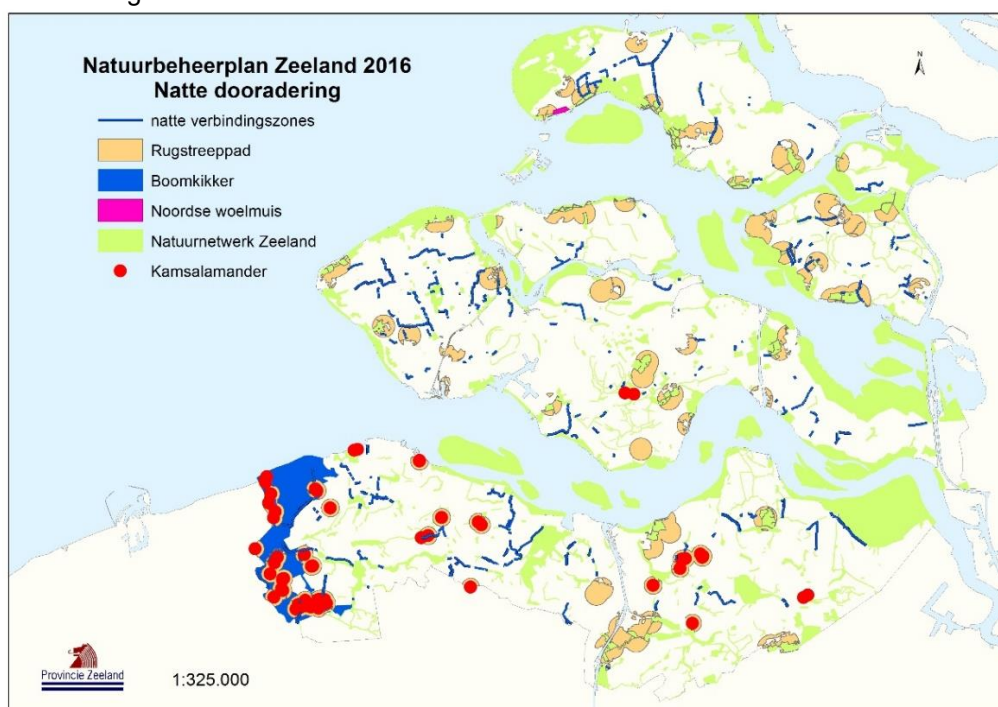 Natuurbeheerplan Zeeland 2016
Natte dooradering
natte verbindingszones
Rugstreeppad
Boomkikker
Noordse woelmuis
Natuurnetwerk Zeeland
Kamsalamander
N
Provincie Zeeland
1:325.000